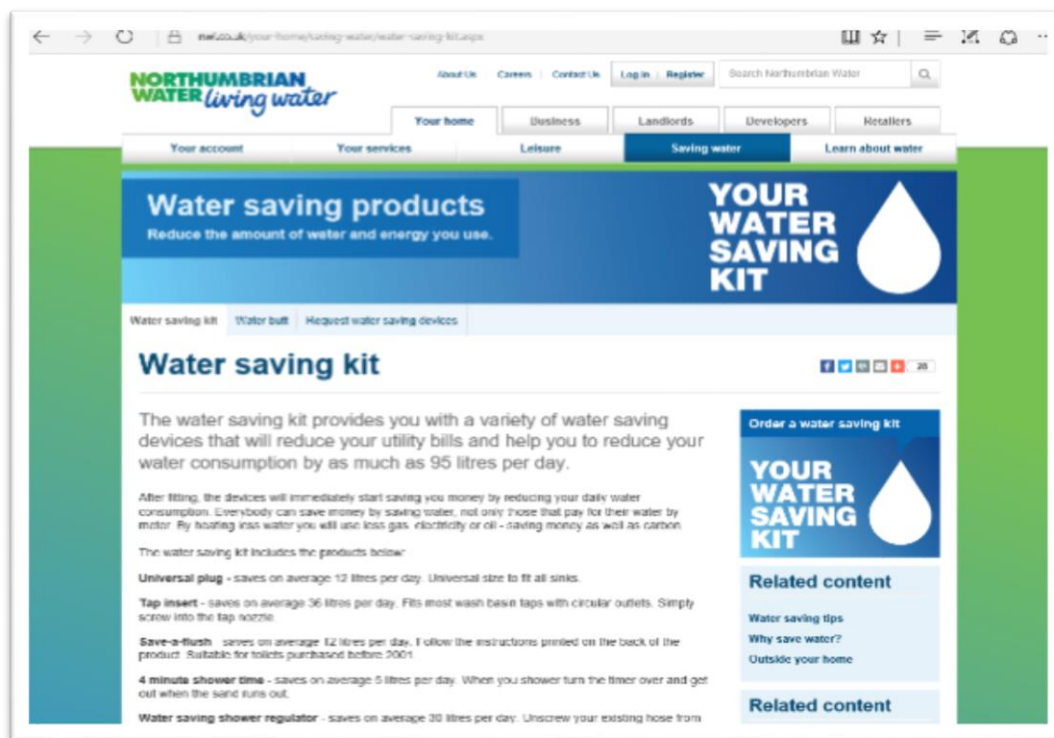 nwl.co.uk/your-home/saving-water/water-saving-kit.aspx
NORTHUMBRIAN
WATER living water
About Us Careers Contact Us Log in Register Search Northumbrian Water
Your home Business Landlords Developers Retailers
Your account Your services Leisure Saving water Learn about water
Water saving products
Reduce the amount of water and energy you use.
YOUR
WATER
SAVING
KIT
Water saving kit Water butt Request water saving devices
Water saving kit
The water saving kit provides you with a variety of water saving
devices that will reduce your utility bills and help you to reduce your
water consumption by as much as 95 litres per day.
After fitting, the devices will immediately start saving you money by reducing your daily water
consumption. Everybody can save money by saving water, not only those that pay for their water by
meter. By heating less water you will use less gas, electricity or oil - saving money as well as carbon.
The water saving kit includes the products below:
Universal plug - saves on average 12 litres per day. Universal size to fit all sinks.
Tap insert - saves on average 36 litres per day. Fits most wash basin taps with circular outlets. Simply
screw into the tap nozzle.
Save-a-flush - saves on average 12 litres per day. Follow the instructions printed on the back of the
product. Suitable for toilets purchased before 2001.
4 minute shower time - saves on average 5 litres per day. When you shower turn the timer over and get
out when the sand runs out.
Water saving shower regulator - saves on average 30 litres per day. Unscrew your existing hose from
Order a water saving kit
YOUR
WATER
SAVING
KIT
Related content
Water saving tips
Why save water?
Outside your home
Related content